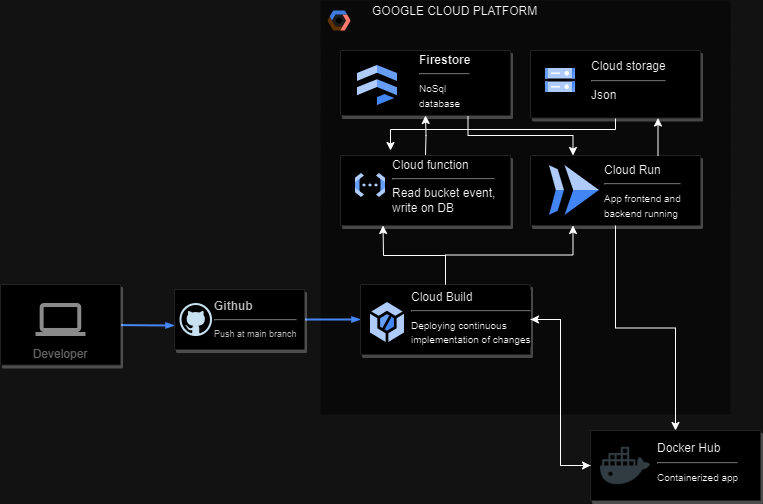 GOOGLE CLOUD PLATFORM
Firestore
NoSql
database
Cloud storage
Json
Cloud function
Read bucket event,
write on DB
Cloud Run
App frontend and
backend running
Developer
Github
Push at main branch
Cloud Build
Deploying continuous
implementation of changes
Docker Hub
Containerized app